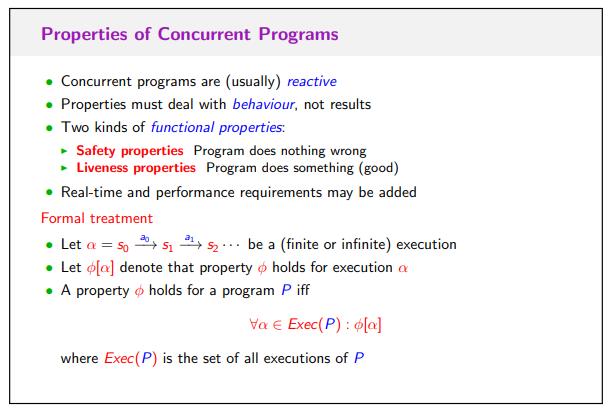 Properties of Concurrent Programs
• Concurrent programs are (usually) reactive
• Properties must deal with behaviour, not results
• Two kinds of functional properties:
▶ Safety properties Program does nothing wrong
▶ Liveness properties Program does something (good)
• Real-time and performance requirements may be added
Formal treatment
• Let α = s₀ —a₀→ s₁ —a₁→ s₂ ⋯ be a (finite or infinite) execution
• Let ϕ[α] denote that property ϕ holds for execution α
• A property ϕ holds for a program P iff
∀α ∈ Exec(P) : ϕ[α]
where Exec(P) is the set of all executions of P